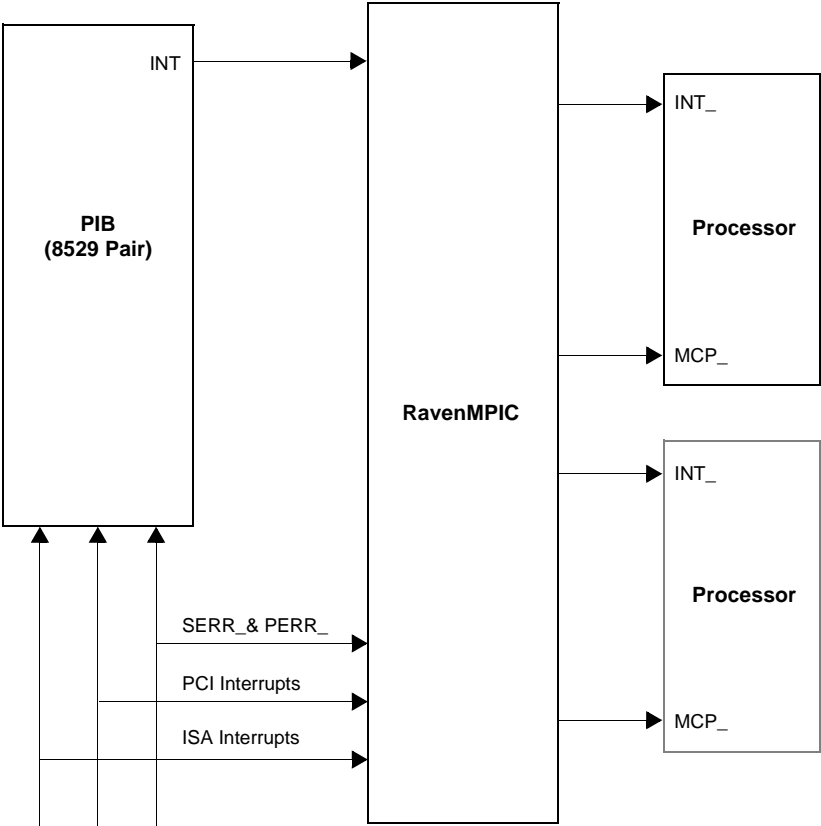 INT
PIB
(8529 Pair)
RavenMPIC
INT_
Processor
MCP_
INT_
Processor
MCP_
SERR_& PERR_
PCI Interrupts
ISA Interrupts